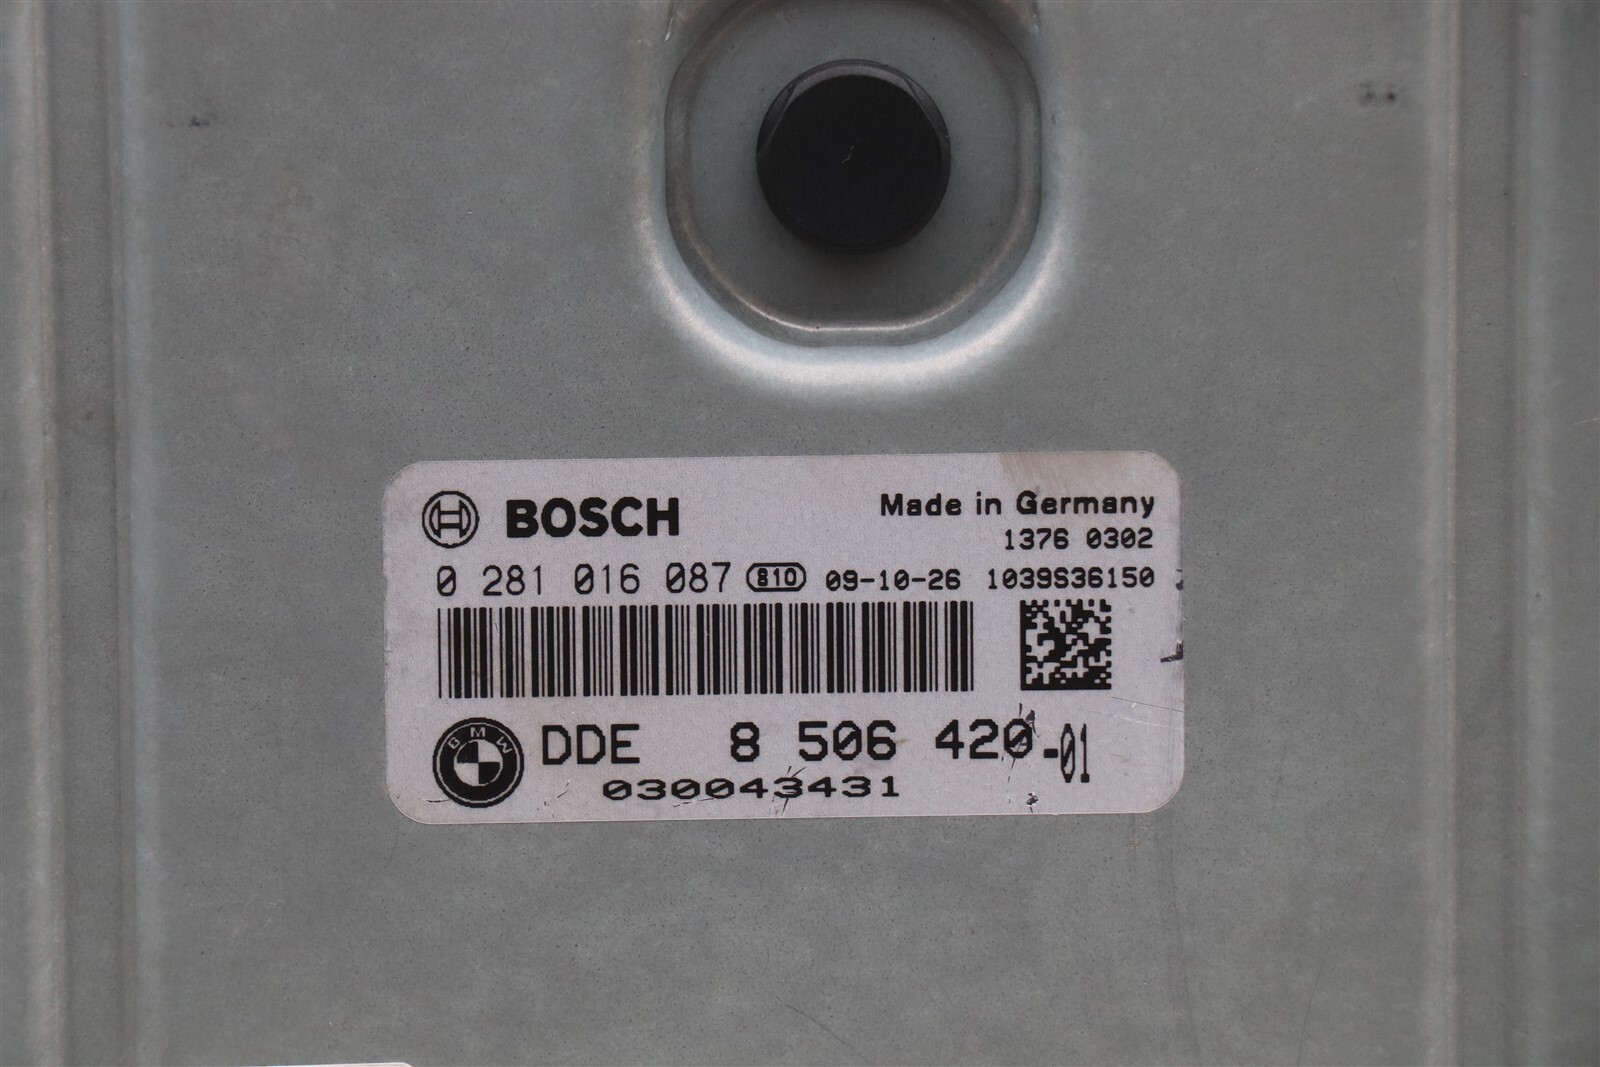 BOSCH
Made in Germany
1376 0302
0 281 016 087 810 09-10-26 1039S36150
BMW DDE 8 506 420-01
030043431